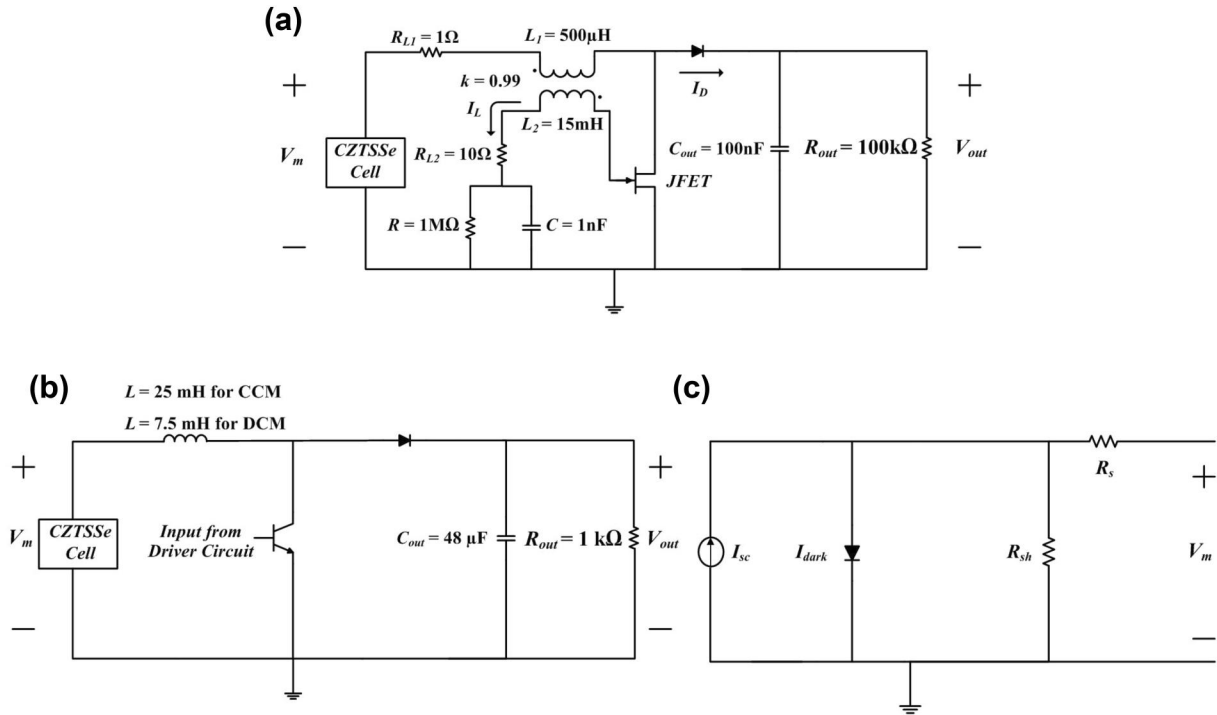 (a)
R_L1 = 1Ω
L_1 = 500μH
k = 0.99
I_L
L_2 = 15mH
I_D
+
+
V_m
CZTSSe
Cell
R_L2 = 10Ω
C_out = 100nF
R_out = 100kΩ
V_out
JFET
R = 1MΩ
C = 1nF
—
—
(b)
L = 25 mH for CCM
L = 7.5 mH for DCM
+
+
V_m
CZTSSe
Cell
Input from
Driver Circuit
C_out = 48 μF
R_out = 1 kΩ
V_out
—
—
(c)
R_s
+
I_sc
I_dark
R_sh
V_m
—